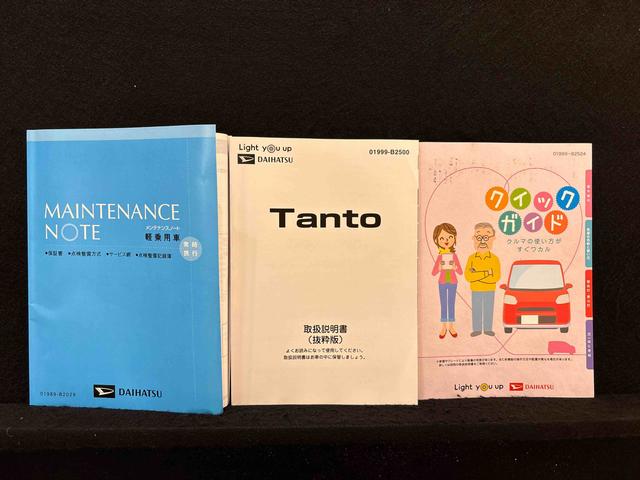 MAINTENANCE
NOTE
メンテナンスノート
軽乗用車
常時
携行
●保証書 ●点検整備方式 ●サービス網 ●点検整備記録簿
01989-B2029
DAIHATSU
Light you up
DAIHATSU
01999-B2500
Tanto
取扱説明書
(抜粋版)
よくお読みになって使用してください。
取扱説明書はお車の中に保管しましょう。
01999-B2504
クイック
ガイド
クルマの使い方が
すぐワカル
Light you up
DAIHATSU